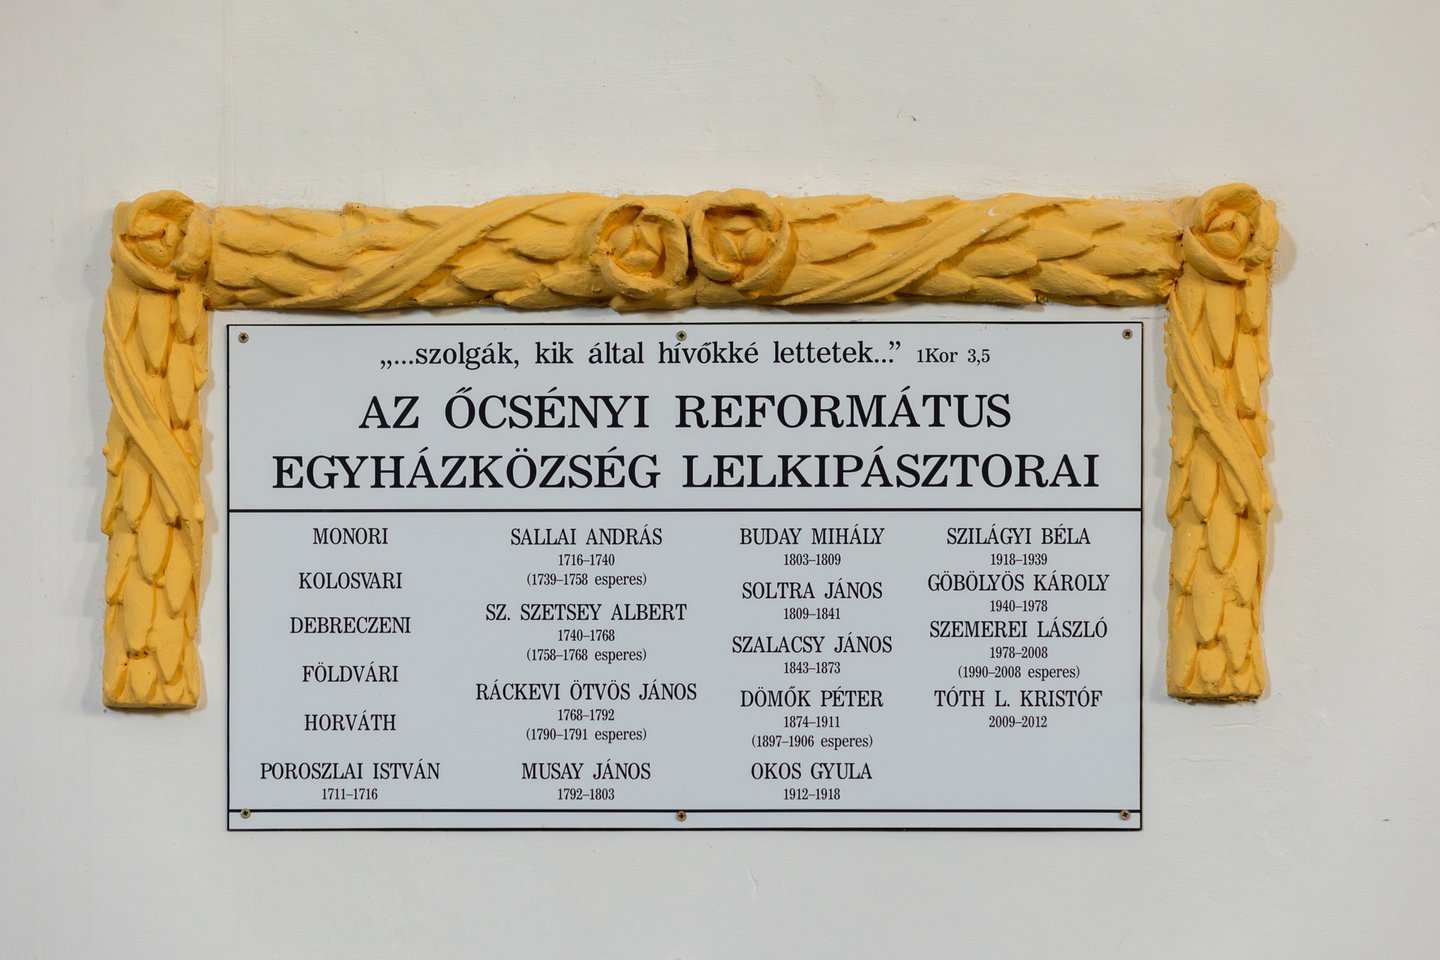 „...szolgák, kik által hívőkké lettetek...” 1Kor 3,5
AZ ŐCSÉNYI REFORMÁTUS
EGYHÁZKÖZSÉG LELKIPÁSZTORAI
MONORI
KOLOSVARI
DEBRECZENI
FÖLDVÁRI
HORVÁTH
POROSZLAI ISTVÁN
1711–1716
SALLAI ANDRÁS
1716–1740
(1739–1758 esperes)
SZ. SZETSEY ALBERT
1740–1768
(1758–1768 esperes)
RÁCKEVI ÖTVÖS JÁNOS
1768–1792
(1790–1791 esperes)
MUSAY JÁNOS
1792–1803
BUDAY MIHÁLY
1803–1809
SOLTRA JÁNOS
1809–1841
SZALACSY JÁNOS
1843–1873
DÖMŐK PÉTER
1874–1911
(1897–1906 esperes)
OKOS GYULA
1912–1918
SZILÁGYI BÉLA
1918–1939
GÖBÖLYÖS KÁROLY
1940–1978
SZEMEREI LÁSZLÓ
1978–2008
(1990–2008 esperes)
TÓTH L. KRISTÓF
2009–2012